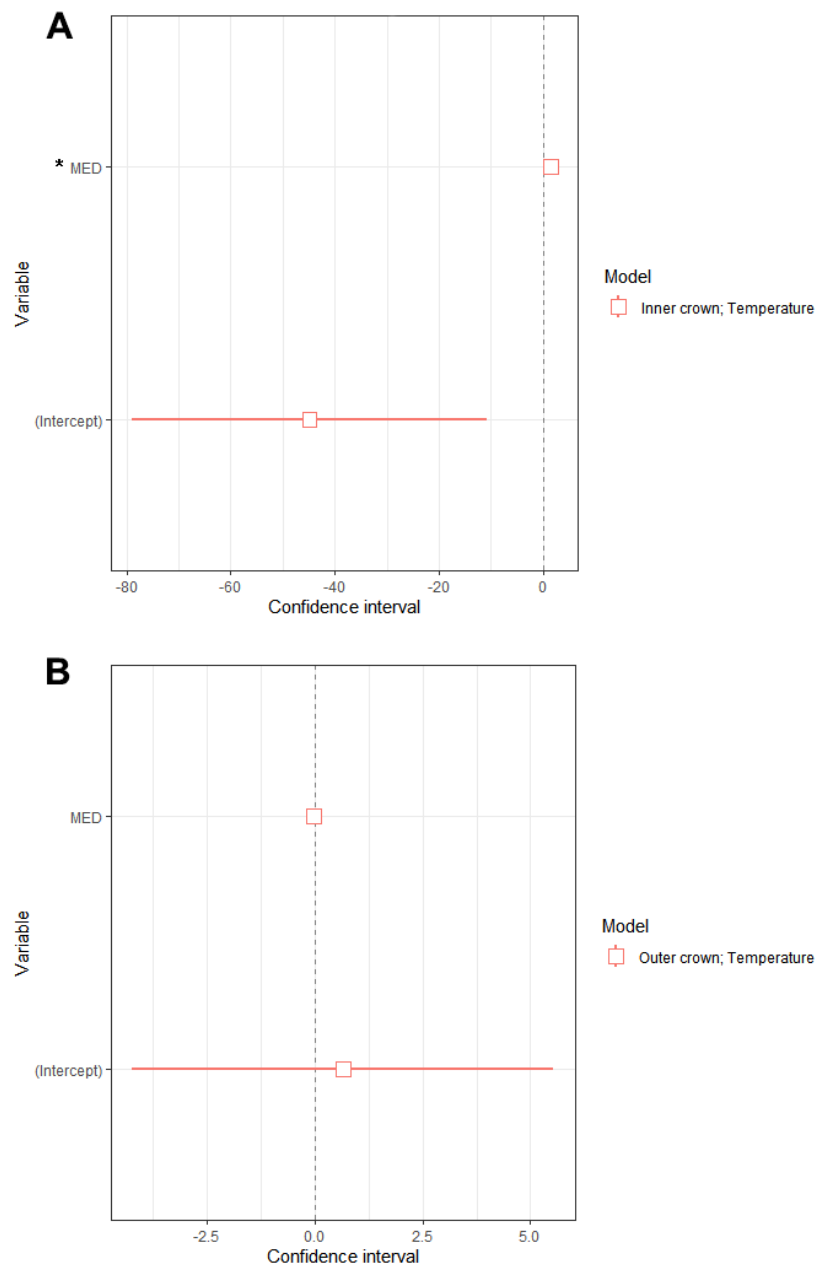 A
* MED
Variable
(Intercept)
-80 -60 -40 -20 0
Confidence interval
Model
Inner crown; Temperature
B
MED
Variable
(Intercept)
-2.5 0.0 2.5 5.0
Confidence interval
Model
Outer crown; Temperature